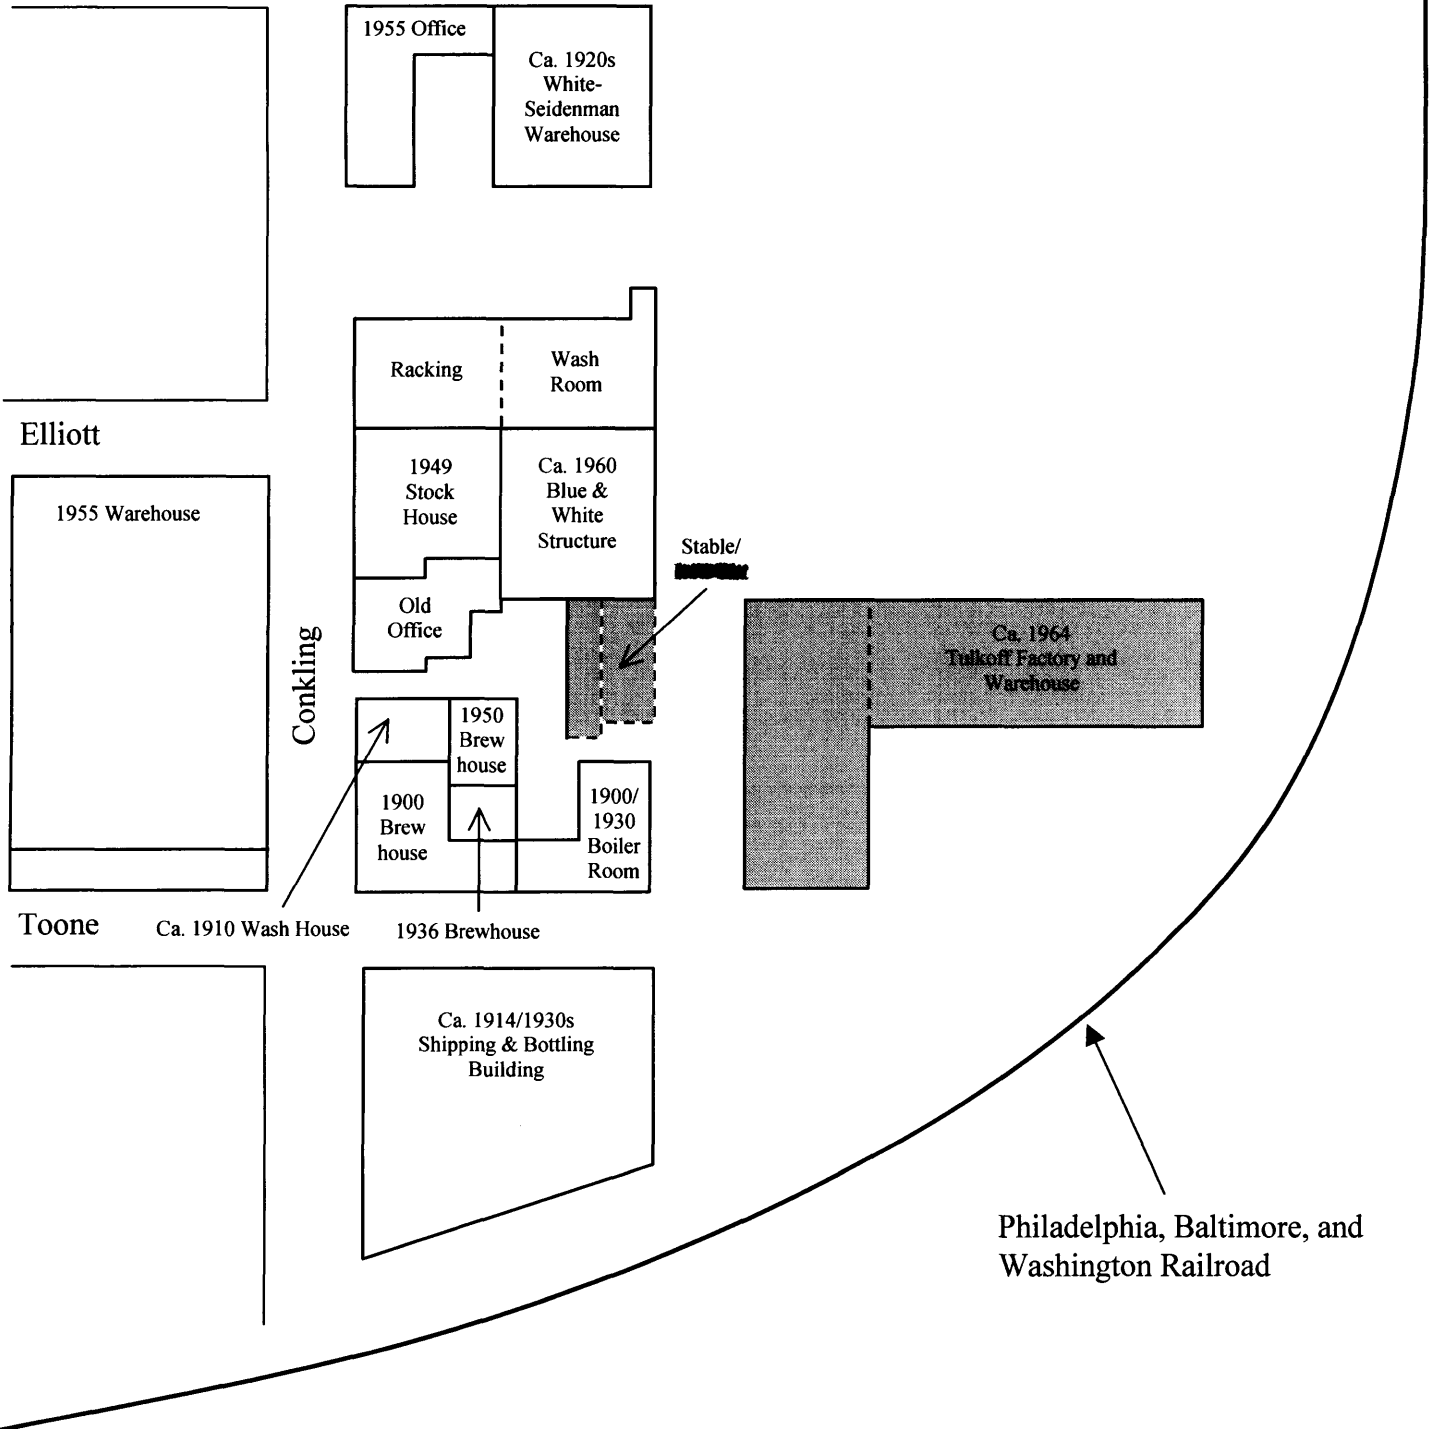 1955 Office
Ca. 1920s
White-
Seidenman
Warehouse
Racking
Wash
Room
Elliott
1955 Warehouse
1949
Stock
House
Ca. 1960
Blue &
White
Structure
Stable/
Old
Office
Conkling
Ca. 1964
Tulkoff Factory and
Warehouse
1950
Brew
house
1900
Brew
house
1900/
1930
Boiler
Room
Toone
Ca. 1910 Wash House
1936 Brewhouse
Ca. 1914/1930s
Shipping & Bottling
Building
Philadelphia, Baltimore, and
Washington Railroad